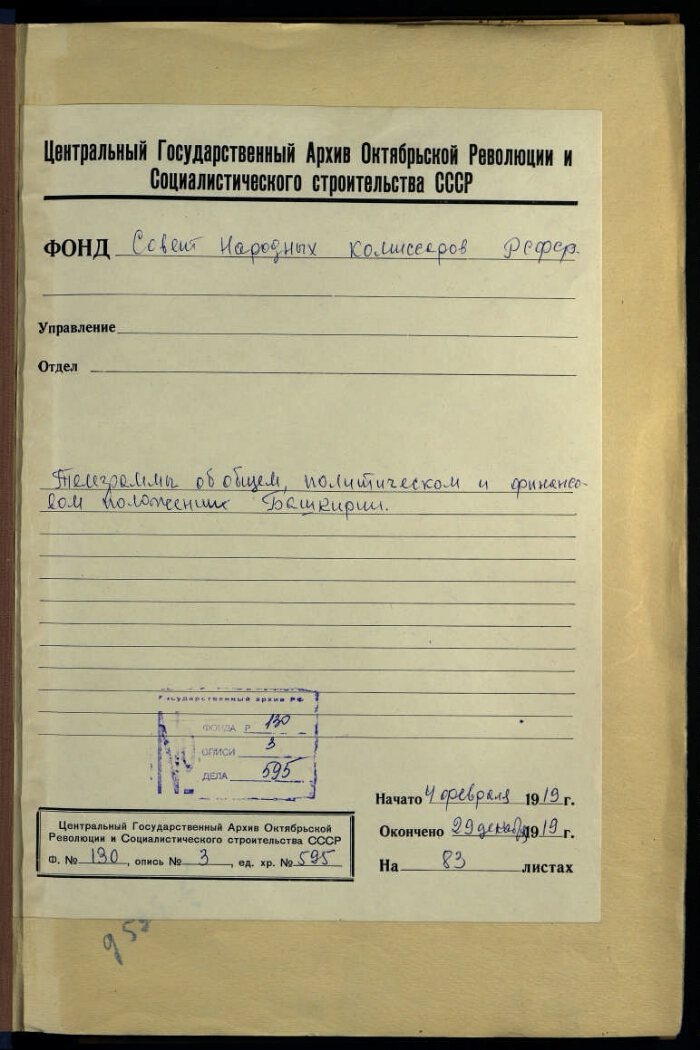 Центральный Государственный Архив Октябрьской Революции и
Социалистического строительства СССР
ФОНД Совет Народных Комиссаров РСФСР.
Управление
Отдел
Телеграммы об общем, политическом и финансо-
вом положении Башкирии.
Государственный архив РФ
ФОНДА Р 130
№ ОПИСИ 3
ДЕЛА 595
Начато 4 февраля 1919 г.
Окончено 29 декабря 1919 г.
На 83 листах
Центральный Государственный Архив Октябрьской
Революции и Социалистического строительства СССР
Ф. № 130, опись № 3, ед. хр. № 595